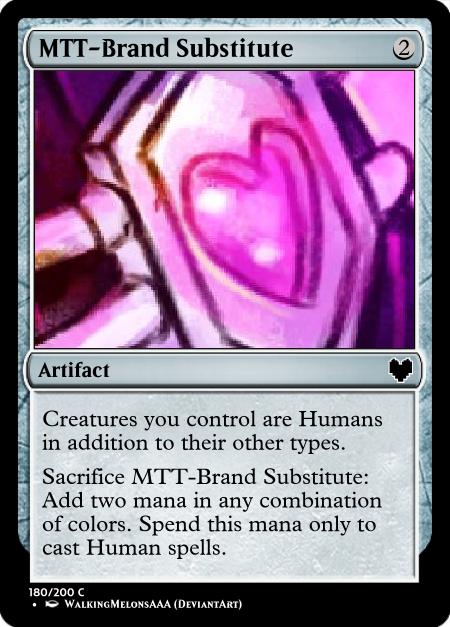 MTT-Brand Substitute 2
Artifact
Creatures you control are Humans
in addition to their other types.
Sacrifice MTT-Brand Substitute:
Add two mana in any combination
of colors. Spend this mana only to
cast Human spells.
180/200 C
• WalkingMelonsAAA (DeviantArt)